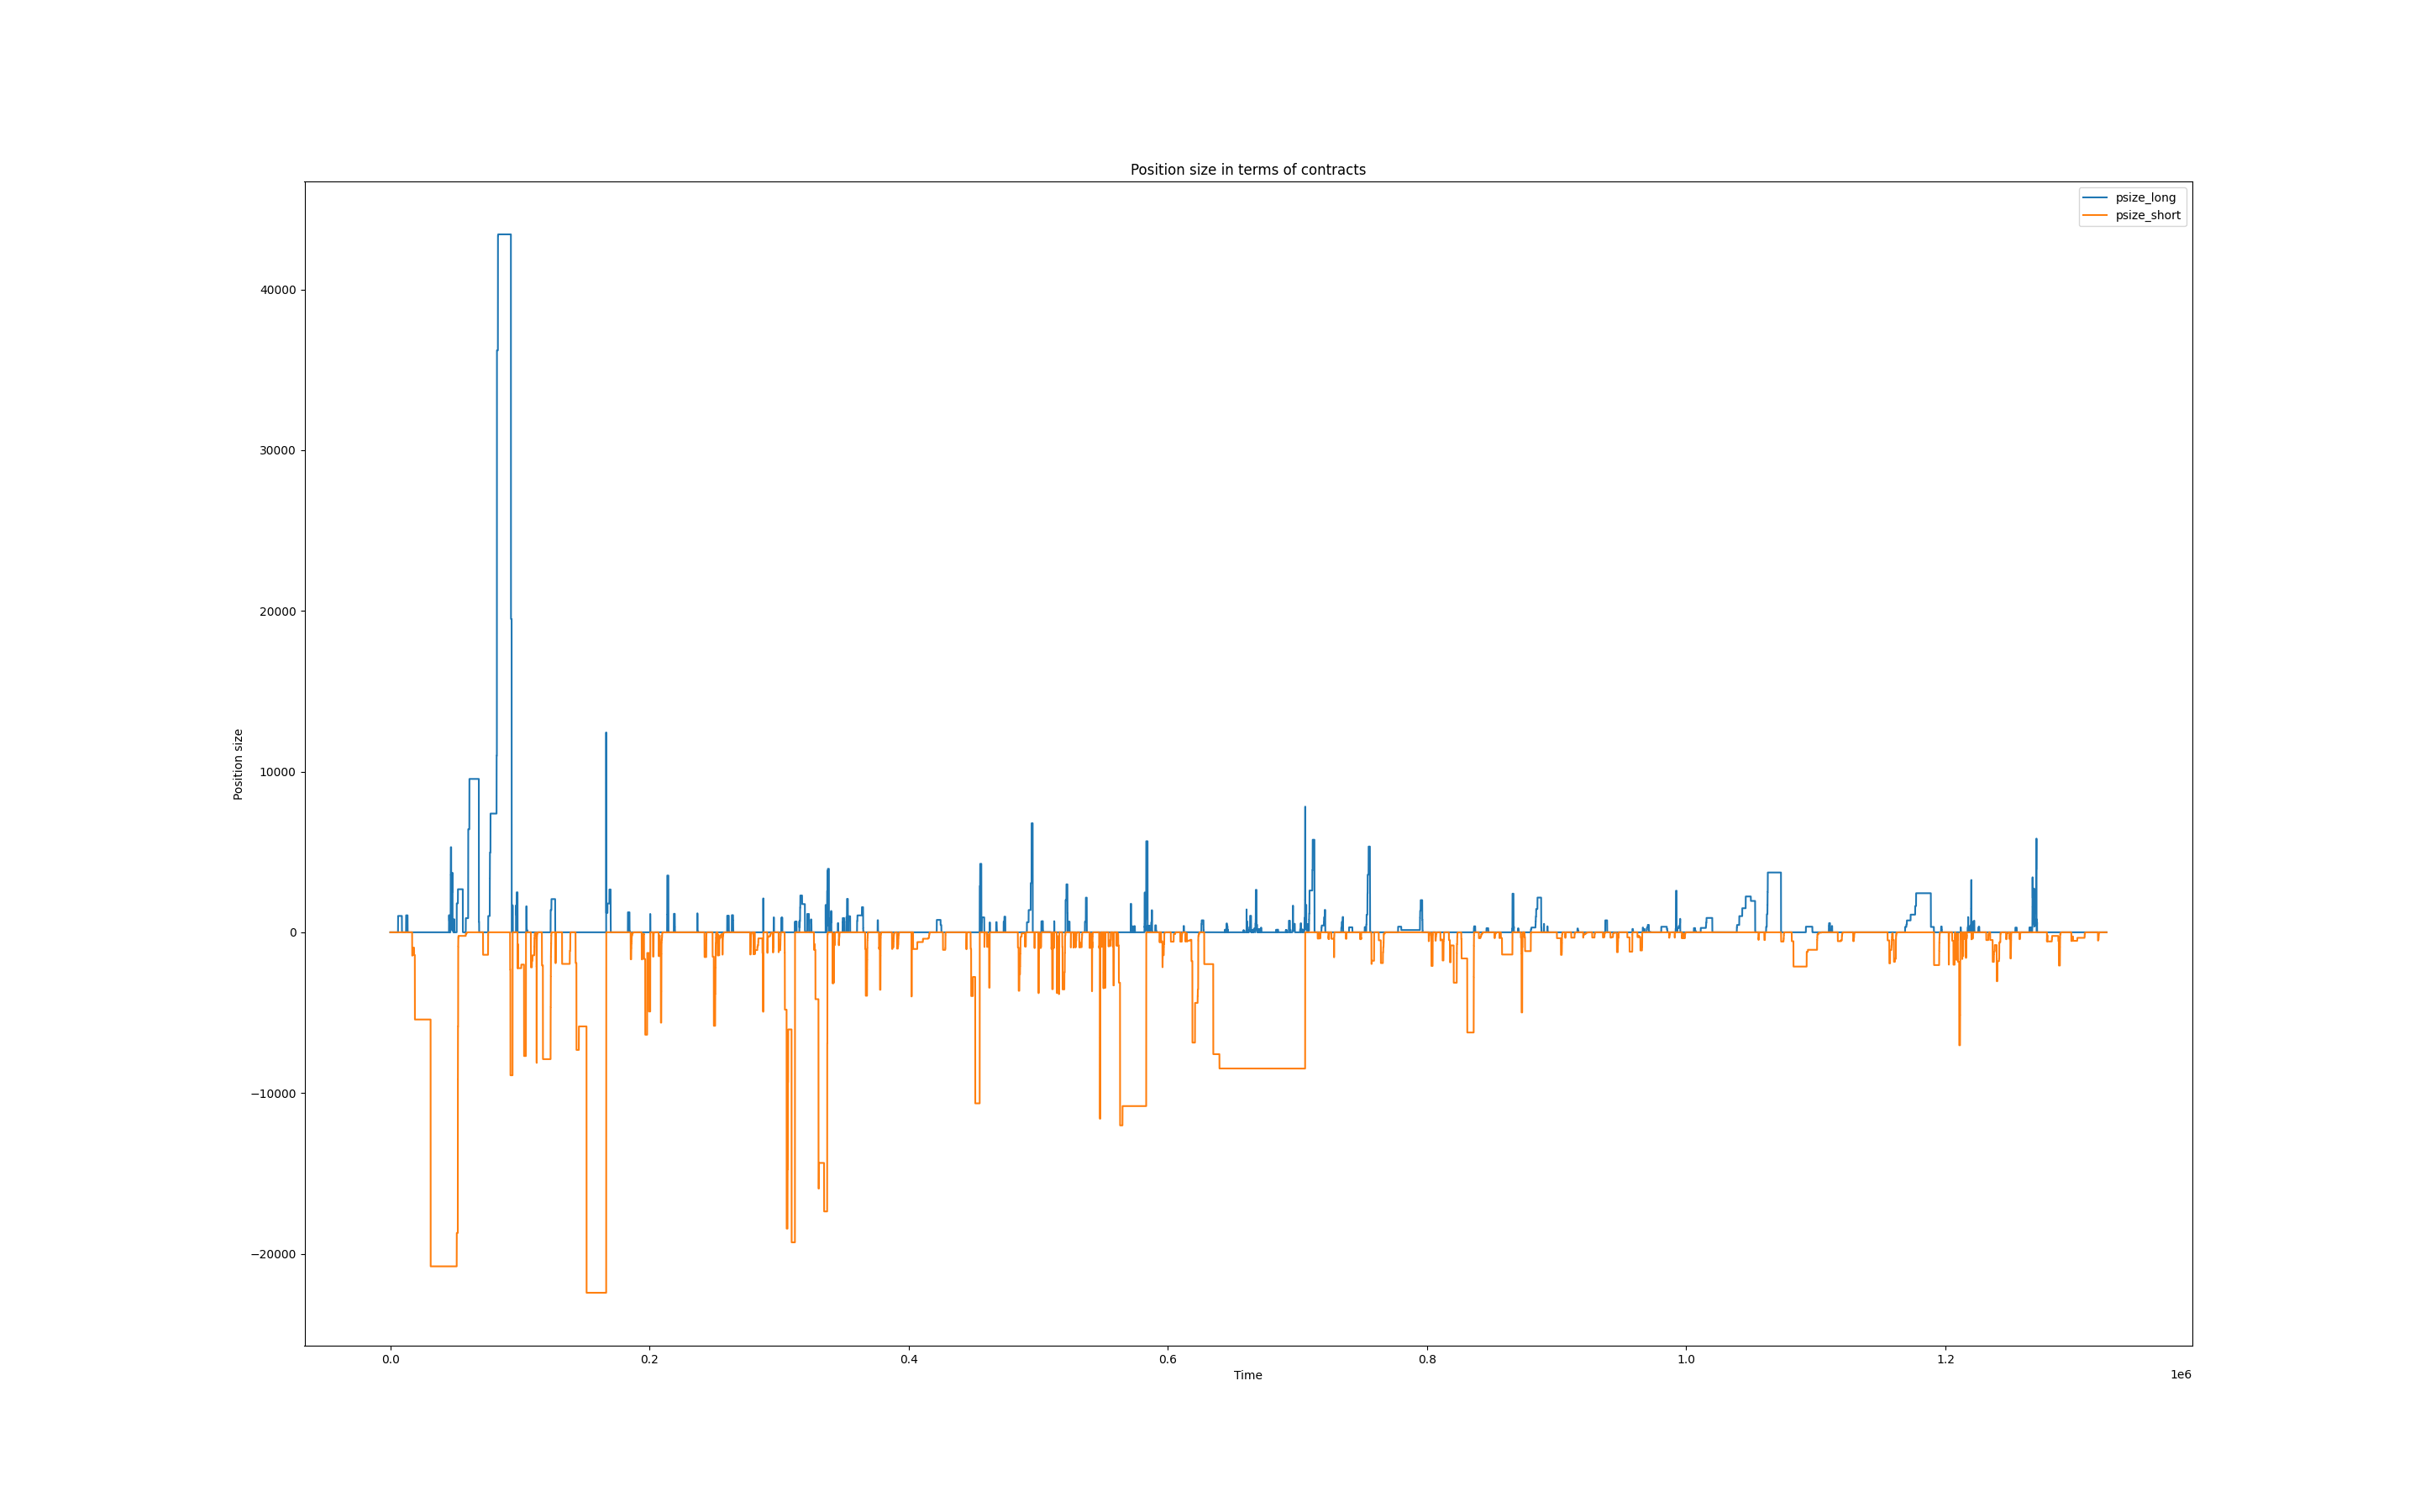 Position size in terms of contracts
psize_long
psize_short
40000
30000
20000
10000
0
−10000
−20000
Position size
0.0 0.2 0.4 0.6 0.8 1.0 1.2
Time
1e6